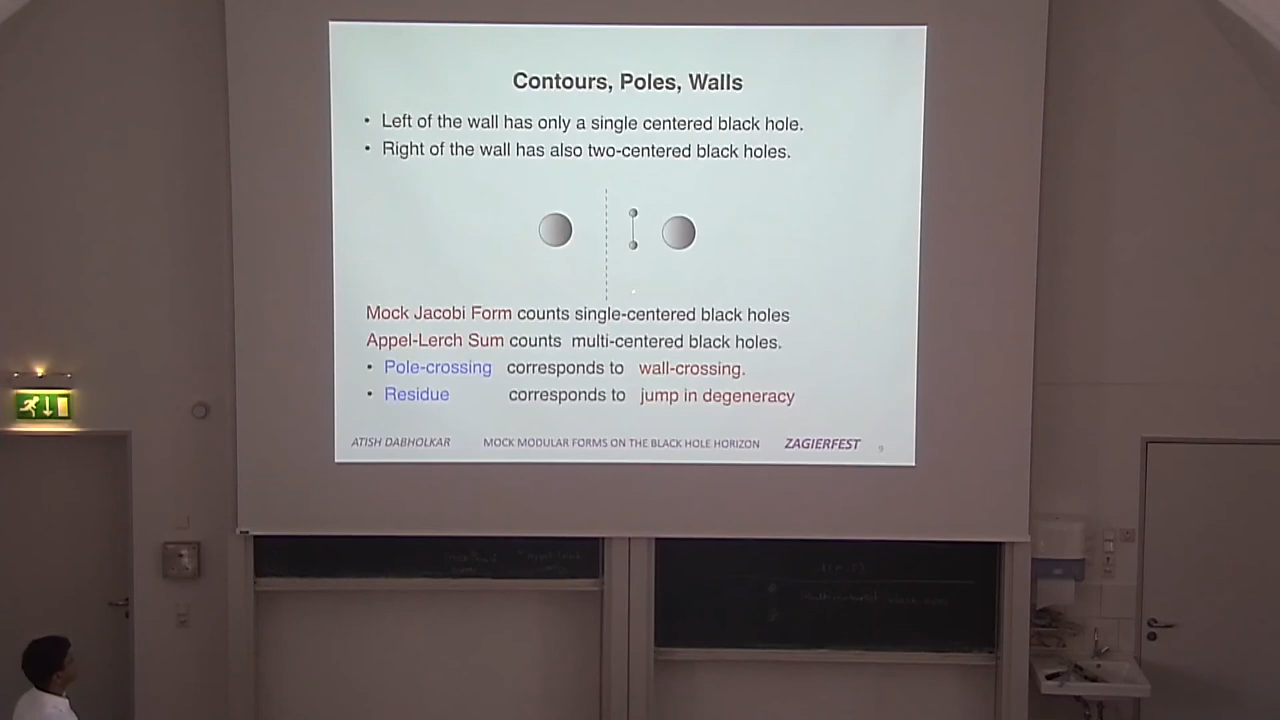 Contours, Poles, Walls
• Left of the wall has only a single centered black hole.
• Right of the wall has also two-centered black holes.
Mock Jacobi Form counts single-centered black holes
Appel-Lerch Sum counts multi-centered black holes.
• Pole-crossing corresponds to wall-crossing.
• Residue corresponds to jump in degeneracy
ATISH DABHOLKAR MOCK MODULAR FORMS ON THE BLACK HOLE HORIZON ZAGIERFEST 9